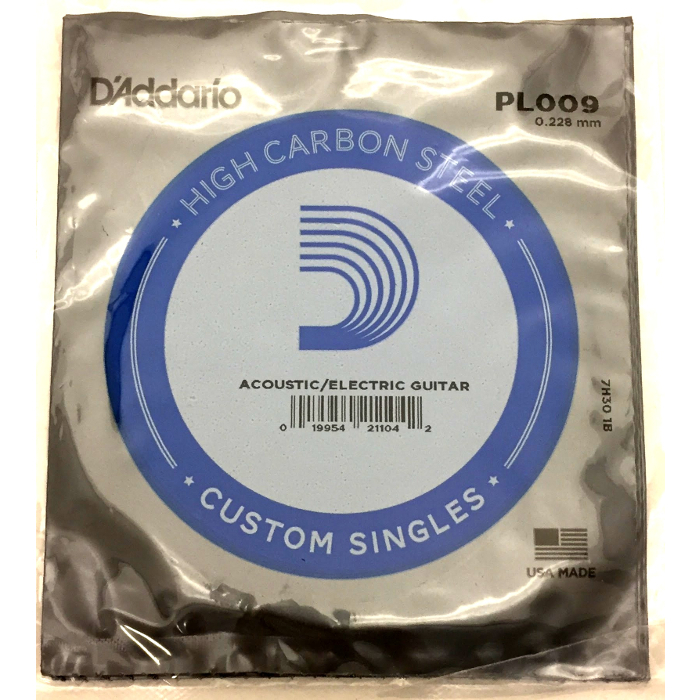 D'Addario
PL009
0.228 mm
HIGH CARBON STEEL
ACOUSTIC/ELECTRIC GUITAR
0 19954 21104 2
7H30 1B
CUSTOM SINGLES
USA MADE